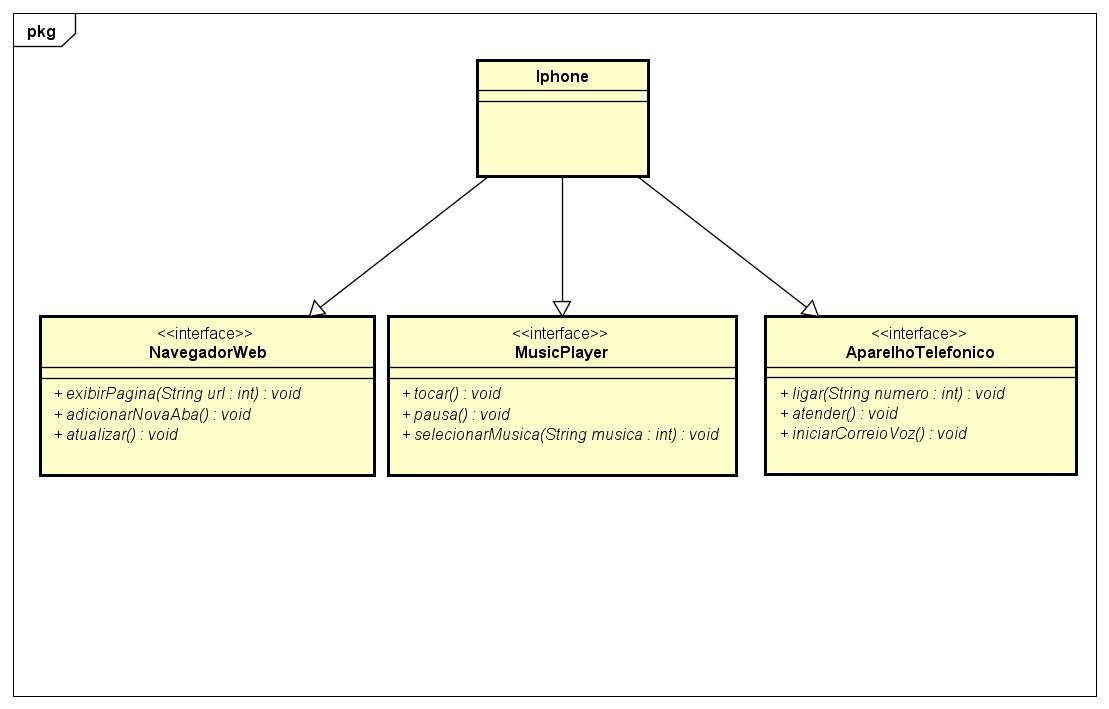 pkg
Iphone
<<interface>>
NavegadorWeb
+ exibirPagina(String url : int) : void
+ adicionarNovaAba() : void
+ atualizar() : void
<<interface>>
MusicPlayer
+ tocar() : void
+ pausa() : void
+ selecionarMusica(String musica : int) : void
<<interface>>
AparelhoTelefonico
+ ligar(String numero : int) : void
+ atender() : void
+ iniciarCorreioVoz() : void